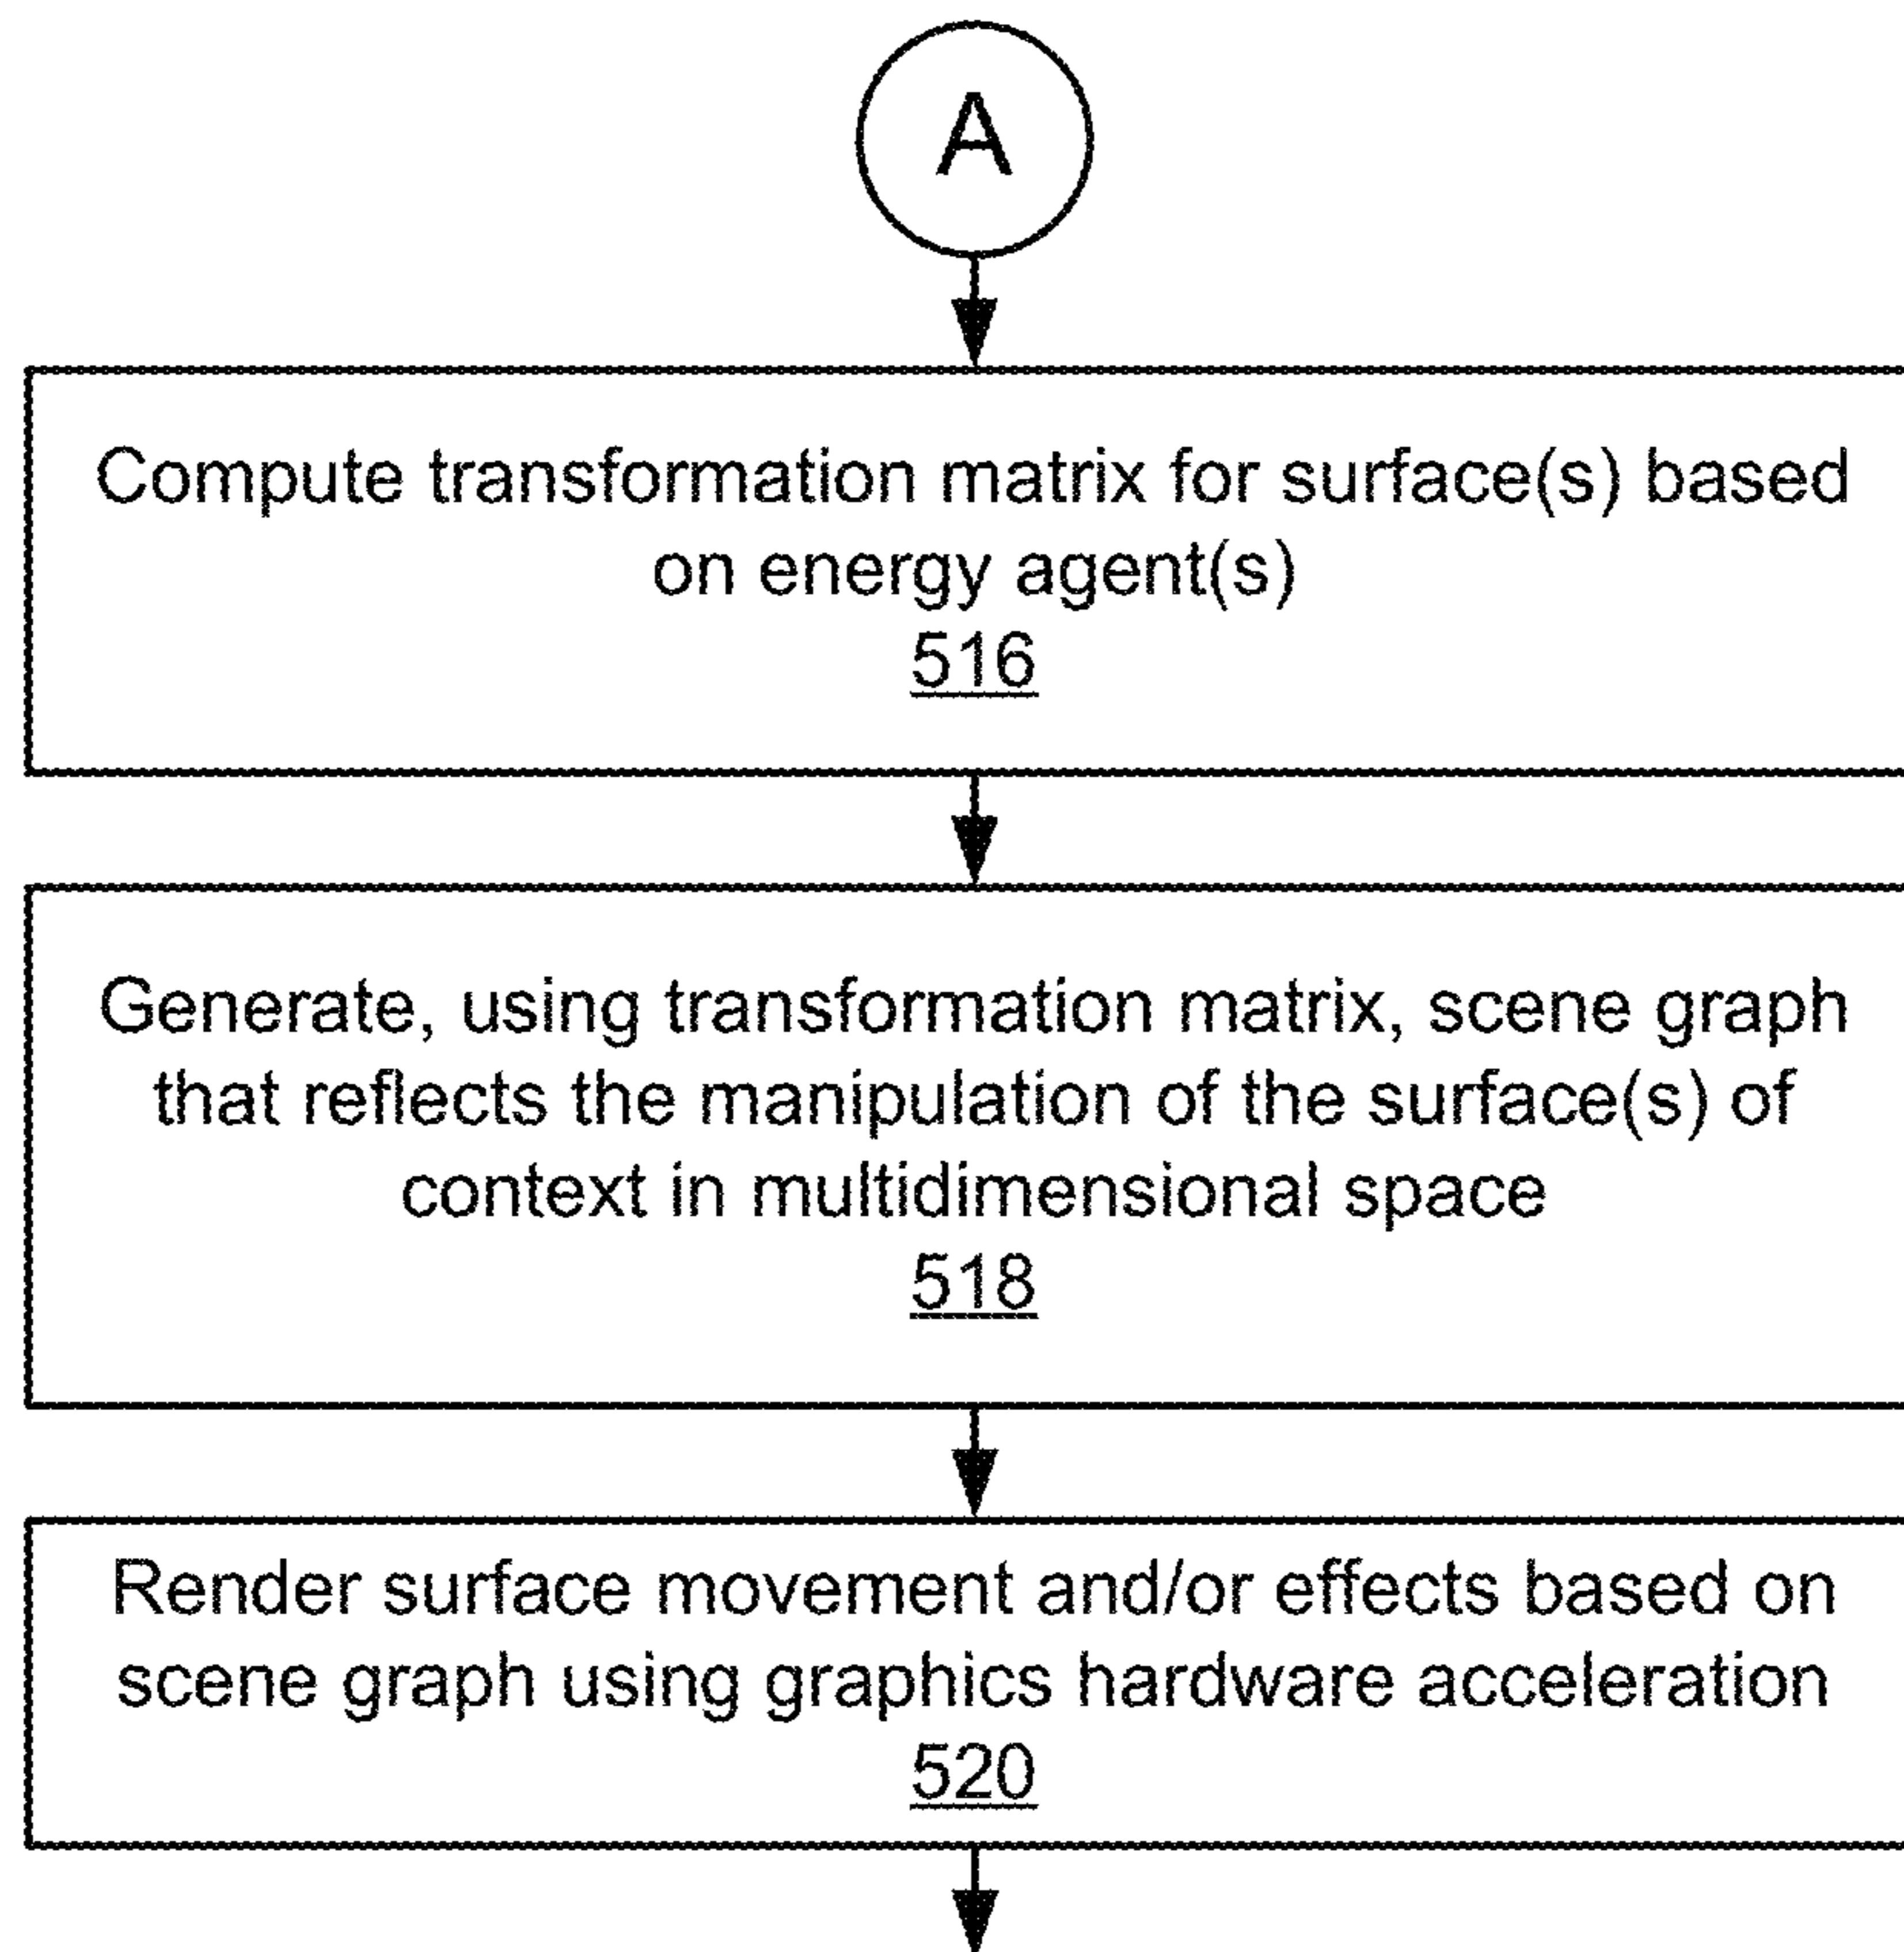 A
Compute transformation matrix for surface(s) based
on energy agent(s)
516
Generate, using transformation matrix, scene graph
that reflects the manipulation of the surface(s) of
context in multidimensional space
518
Render surface movement and/or effects based on
scene graph using graphics hardware acceleration
520